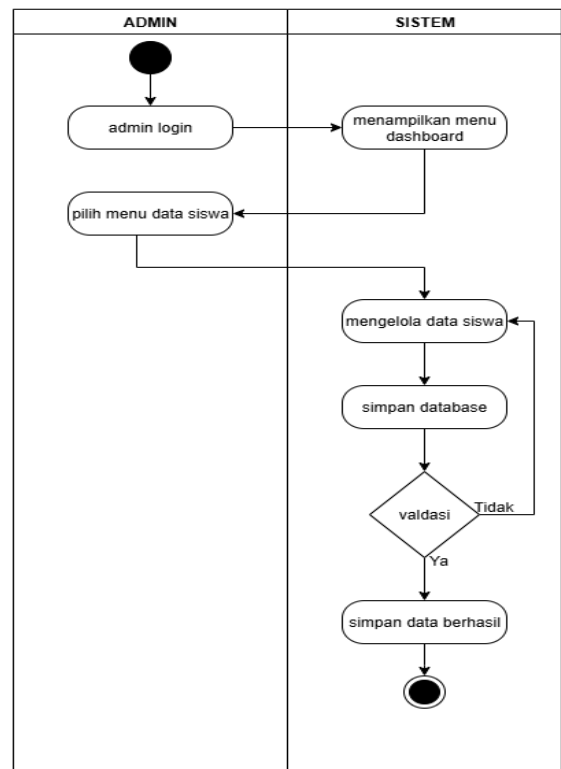 ADMIN
SISTEM
admin login
menampilkan menu
dashboard
pilih menu data siswa
mengelola data siswa
simpan database
valdasi
Tidak
Ya
simpan data berhasil